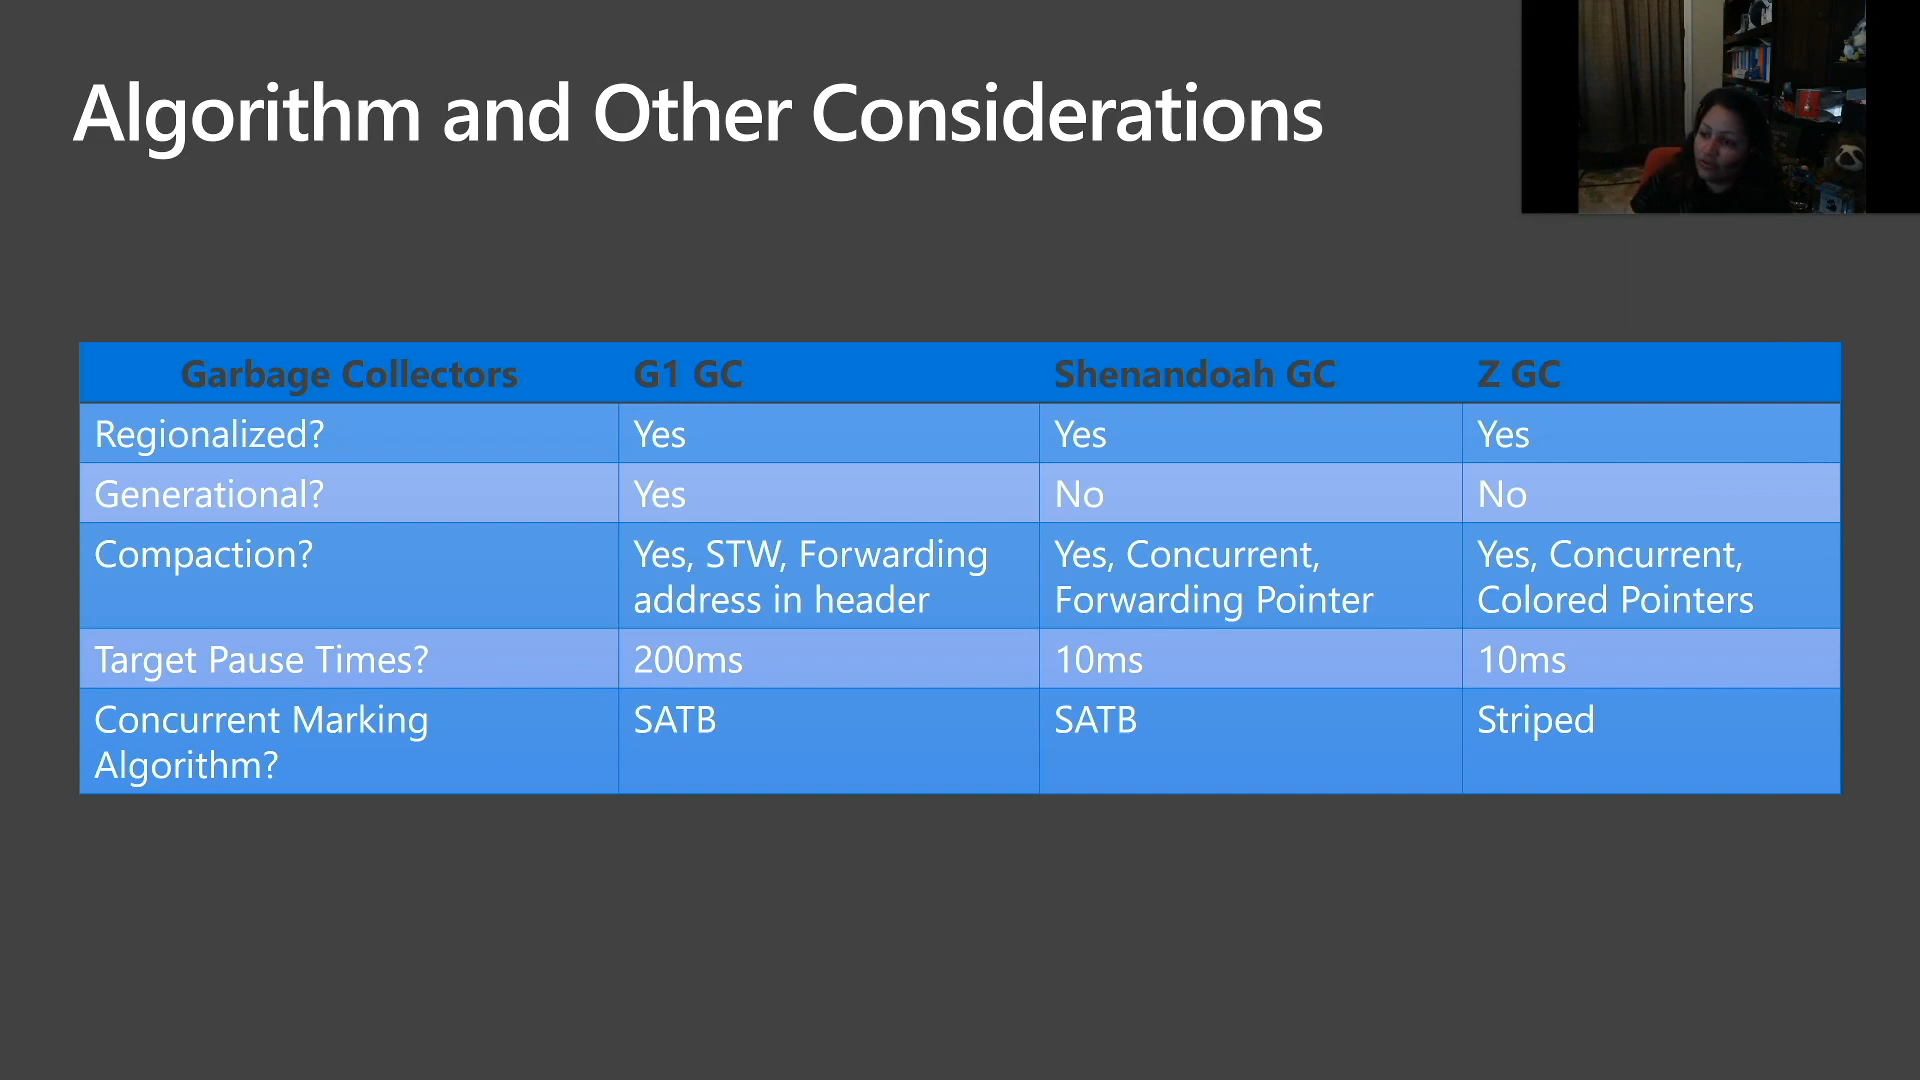 Algorithm and Other Considerations
Garbage Collectors G1 GC Shenandoah GC Z GC
Regionalized? Yes Yes Yes
Generational? Yes No No
Compaction? Yes, STW, Forwarding Yes, Concurrent, Yes, Concurrent,
address in header Forwarding Pointer Colored Pointers
Target Pause Times? 200ms 10ms 10ms
Concurrent Marking SATB SATB Striped
Algorithm?